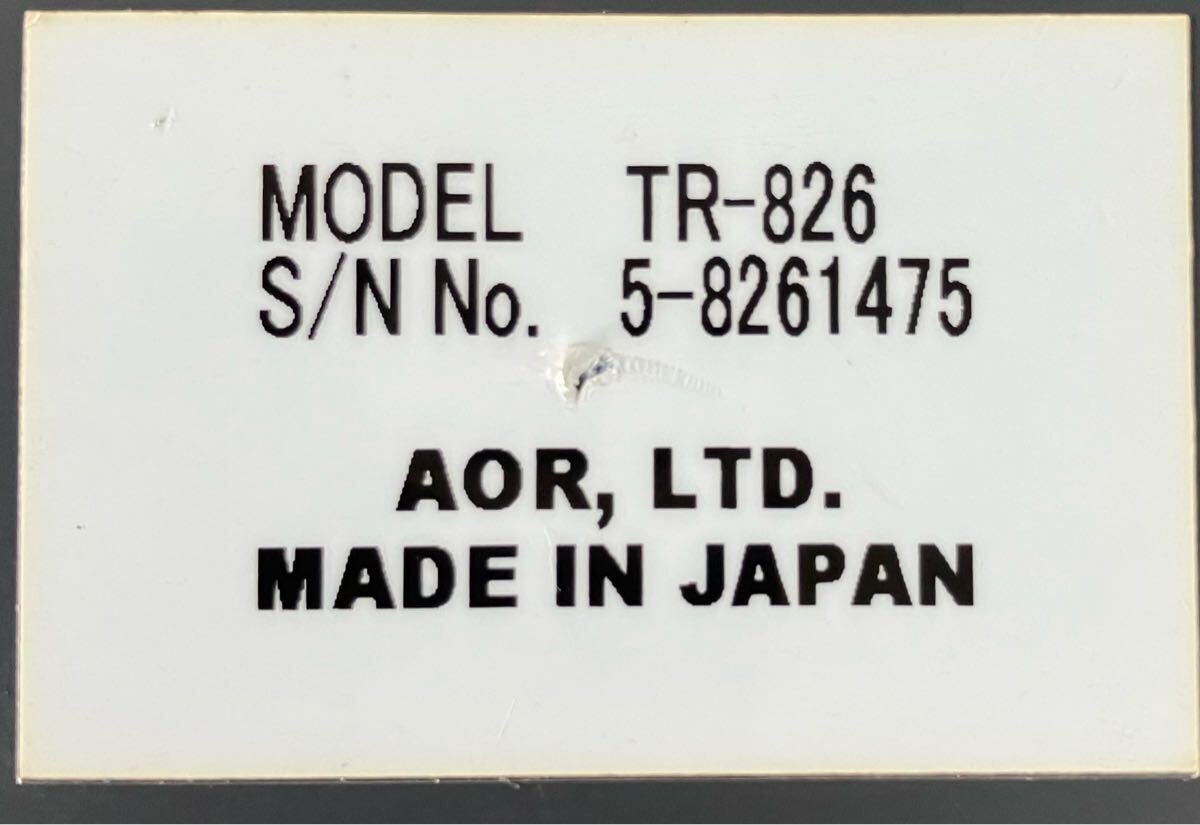 MODEL TR-826
S/N No. 5-8261475
AOR, LTD.
MADE IN JAPAN